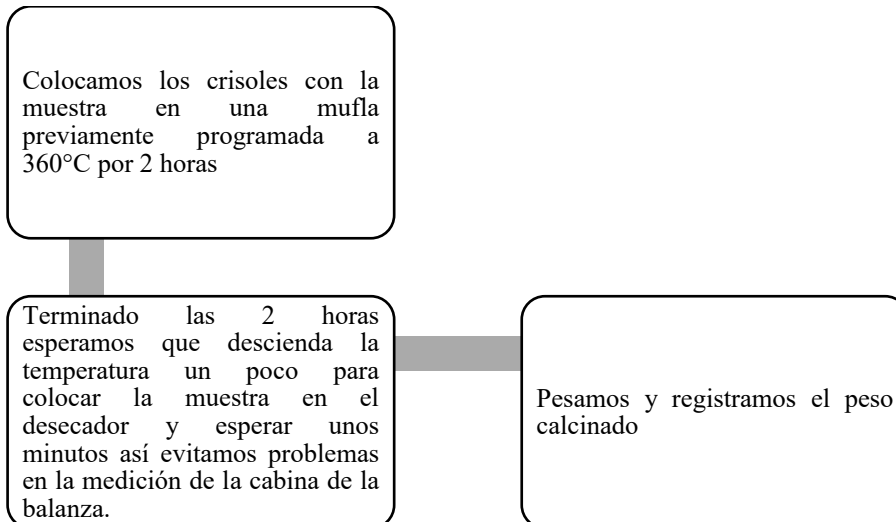 Colocamos los crisoles con la
muestra en una mufla
previamente programada a
360°C por 2 horas
Terminado las 2 horas
esperamos que descienda la
temperatura un poco para
colocar la muestra en el
desecador y esperar unos
minutos así evitamos problemas
en la medición de la cabina de la
balanza.
Pesamos y registramos el peso
calcinado